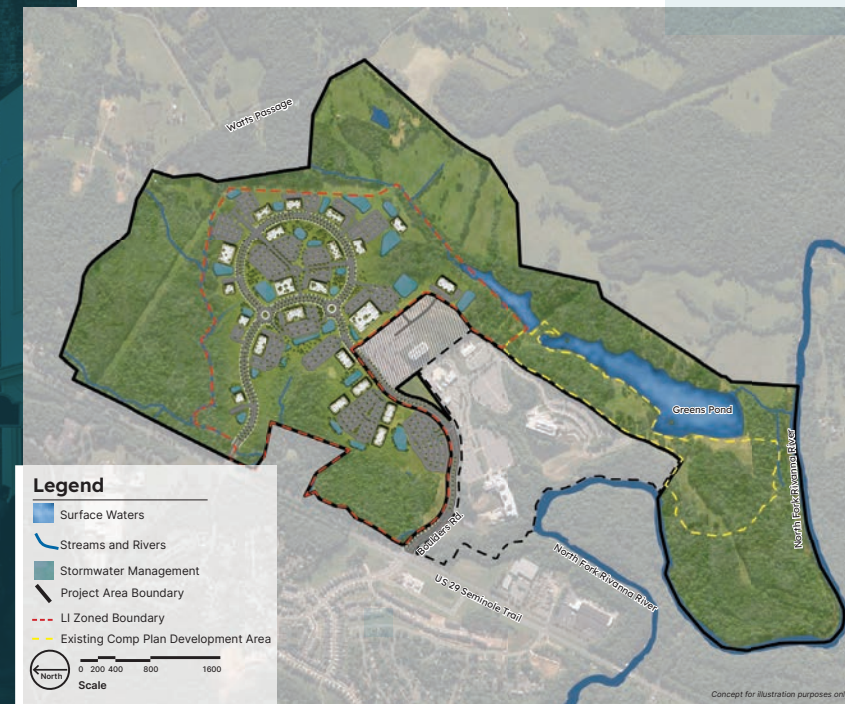 Watts Passage
Greens Pond
North Fork Rivanna River
Boulders Rd.
North Fork Rivanna River
US 29 Seminole Trail
Legend
Surface Waters
Streams and Rivers
Stormwater Management
Project Area Boundary
LI Zoned Boundary
Existing Comp Plan Development Area
North
0 200 400 800 1600
Scale
Concept for illustration purposes onl